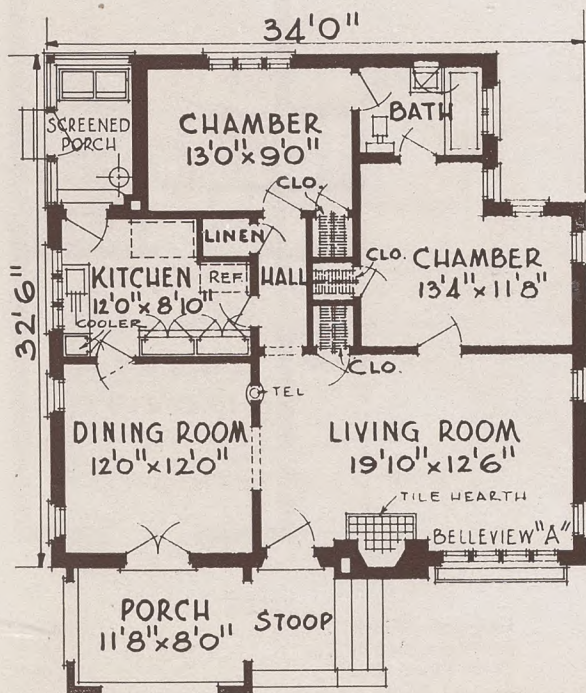 34'0"
SCREENED
PORCH
CHAMBER
13'0"x9'0"
BATH
CLO.
LINEN
KITCHEN
12'0"x8'10"
REF
HALL
CLO.
CHAMBER
13'4"x11'8"
32'6"
COOLER
CLO.
TEL
DINING ROOM
12'0"x12'0"
LIVING ROOM
19'10"x12'6"
TILE HEARTH
BELLEVIEW "A"
PORCH
11'8"x8'0"
STOOP